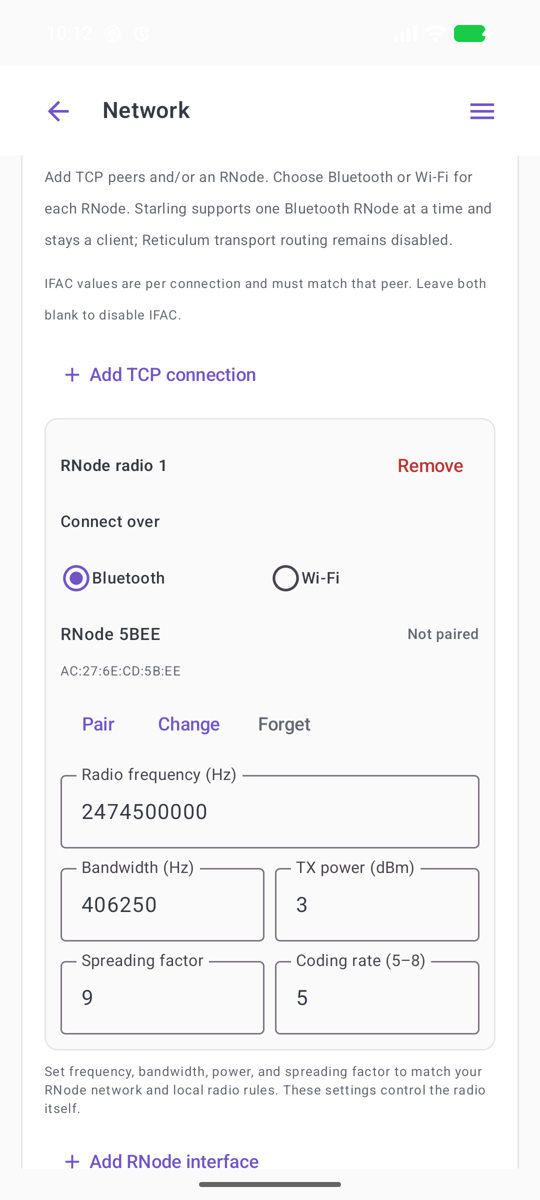 10:12
Network
Add TCP peers and/or an RNode. Choose Bluetooth or Wi-Fi for
each RNode. Starling supports one Bluetooth RNode at a time and
stays a client; Reticulum transport routing remains disabled.
IFAC values are per connection and must match that peer. Leave both
blank to disable IFAC.
+ Add TCP connection
RNode radio 1 Remove
Connect over
Bluetooth Wi-Fi
RNode 5BEE Not paired
AC:27:6E:CD:5B:EE
Pair Change Forget
Radio frequency (Hz)
2474500000
Bandwidth (Hz) TX power (dBm)
406250 3
Spreading factor Coding rate (5–8)
9 5
Set frequency, bandwidth, power, and spreading factor to match your
RNode network and local radio rules. These settings control the radio
itself.
+ Add RNode interface